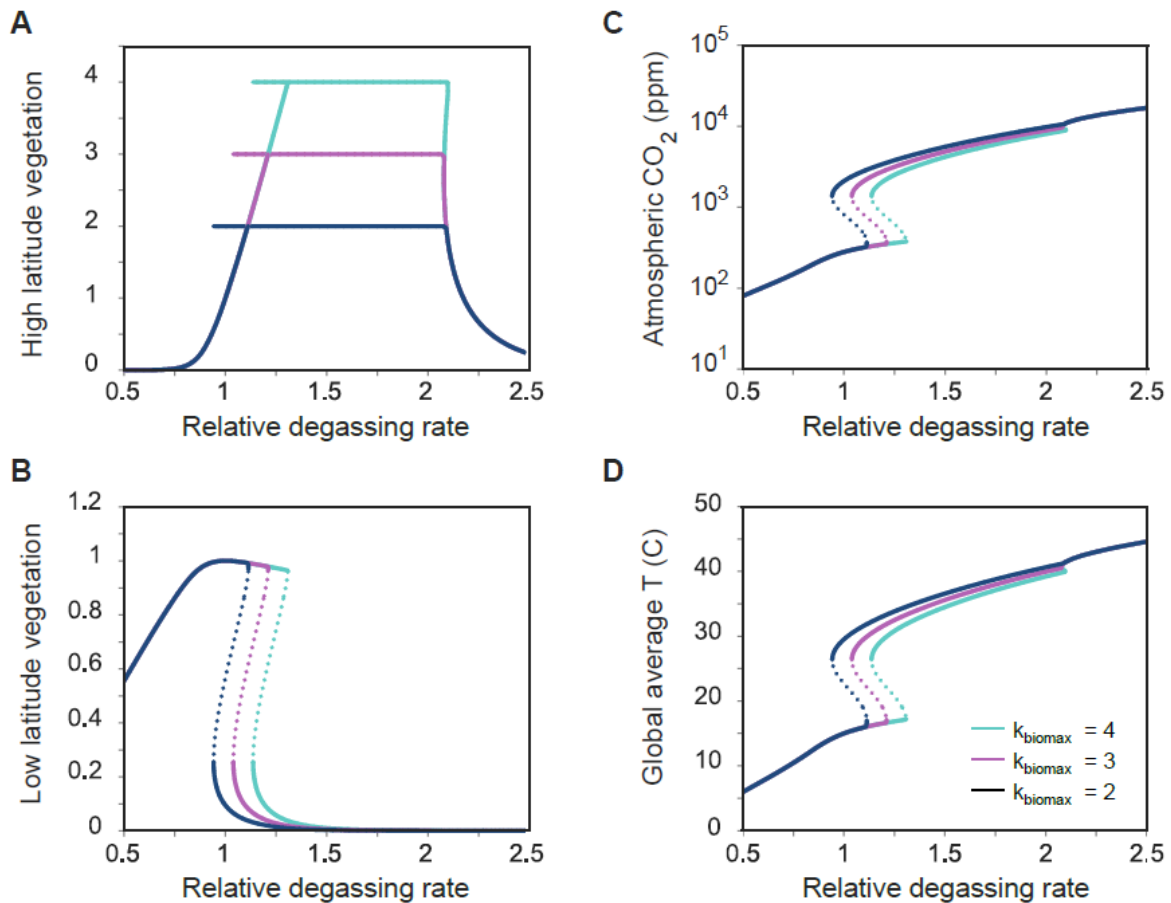 A
High latitude vegetation
4
3
2
1
0
0.5 1 1.5 2 2.5
Relative degassing rate
B
Low latitude vegetation
1.2
1
0.8
0.6
0.4
0.2
0
0.5 1 1.5 2 2.5
Relative degassing rate
C
Atmospheric CO2 (ppm)
10^5
10^4
10^3
10^2
10^1
0.5 1 1.5 2 2.5
Relative degassing rate
D
Global average T (C)
50
40
30
20
10
0
kbiomax = 4
kbiomax = 3
kbiomax = 2
0.5 1 1.5 2 2.5
Relative degassing rate